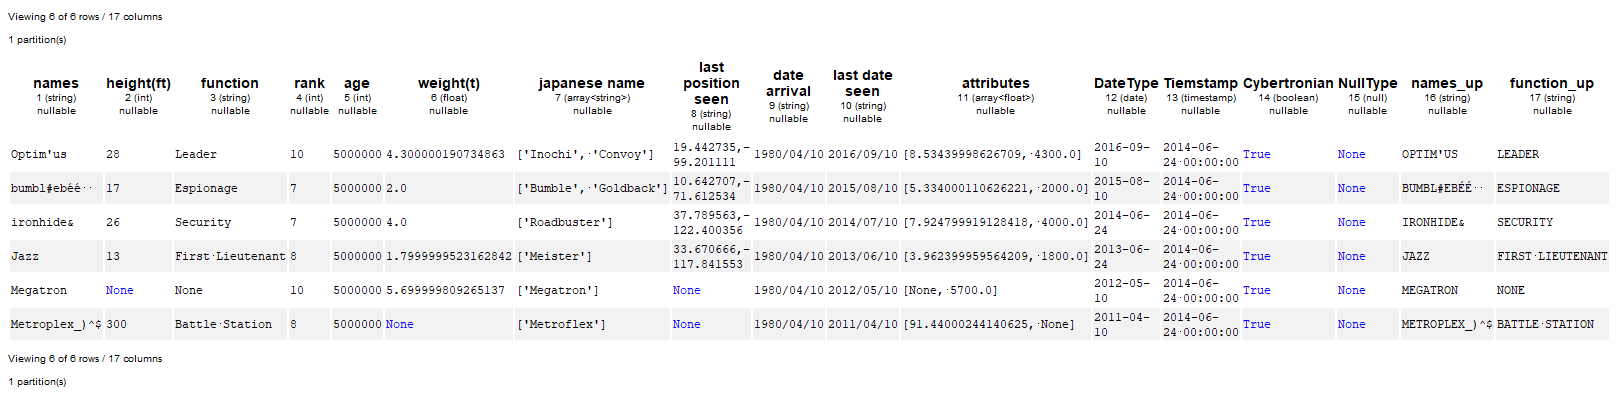 Viewing 6 of 6 rows / 17 columns
1 partition(s)
names height(ft) function rank age weight(t) japanese name last position seen date arrival last date seen attributes DateType Tiemstamp Cybertronian NullType names_up function_up
1 (string) 2 (int) 3 (string) 4 (int) 5 (int) 6 (float) 7 (array<string>) 8 (string) 9 (string) 10 (string) 11 (array<float>) 12 (date) 13 (timestamp) 14 (boolean) 15 (null) 16 (string) 17 (string)
nullable nullable nullable nullable nullable nullable nullable nullable nullable nullable nullable nullable nullable nullable nullable nullable nullable
Optim'us 28 Leader 10 5000000 4.300000190734863 ['Inochi',·'Convoy'] 19.442735,-99.201111 1980/04/10 2016/09/10 [8.53439998626709,·4300.0] 2016-09-10 2014-06-24·00:00:00 True None OPTIM'US LEADER
bumbl#ebéé·· 17 Espionage 7 5000000 2.0 ['Bumble',·'Goldback'] 10.642707,-71.612534 1980/04/10 2015/08/10 [5.334000110626221,·2000.0] 2015-08-10 2014-06-24·00:00:00 True None BUMBL#EBÉÉ·· ESPIONAGE
ironhide& 26 Security 7 5000000 4.0 ['Roadbuster'] 37.789563,-122.400356 1980/04/10 2014/07/10 [7.924799919128418,·4000.0] 2014-06-24 2014-06-24·00:00:00 True None IRONHIDE& SECURITY
Jazz 13 First·Lieutenant 8 5000000 1.7999999523162842 ['Meister'] 33.670666,-117.841553 1980/04/10 2013/06/10 [3.962399959564209,·1800.0] 2013-06-24 2014-06-24·00:00:00 True None JAZZ FIRST·LIEUTENANT
Megatron None None 10 5000000 5.699999809265137 ['Megatron'] None 1980/04/10 2012/05/10 [None,·5700.0] 2012-05-10 2014-06-24·00:00:00 True None MEGATRON NONE
Metroplex_)^$ 300 Battle·Station 8 5000000 None ['Metroflex'] None 1980/04/10 2011/04/10 [91.44000244140625,·None] 2011-04-10 2014-06-24·00:00:00 True None METROPLEX_)^$ BATTLE·STATION
Viewing 6 of 6 rows / 17 columns
1 partition(s)